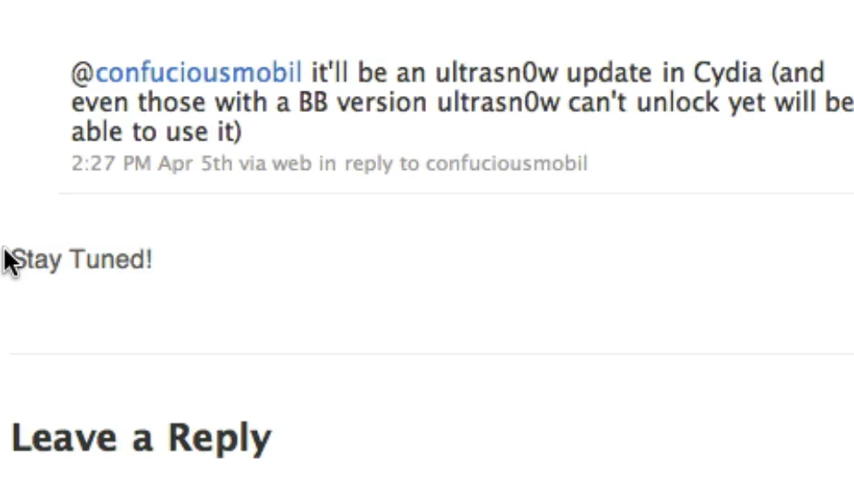 @confuciousmobil it'll be an ultrasn0w update in Cydia (and
even those with a BB version ultrasn0w can't unlock yet will be
able to use it)
2:27 PM Apr 5th via web in reply to confuciousmobil
Stay Tuned!
Leave a Reply